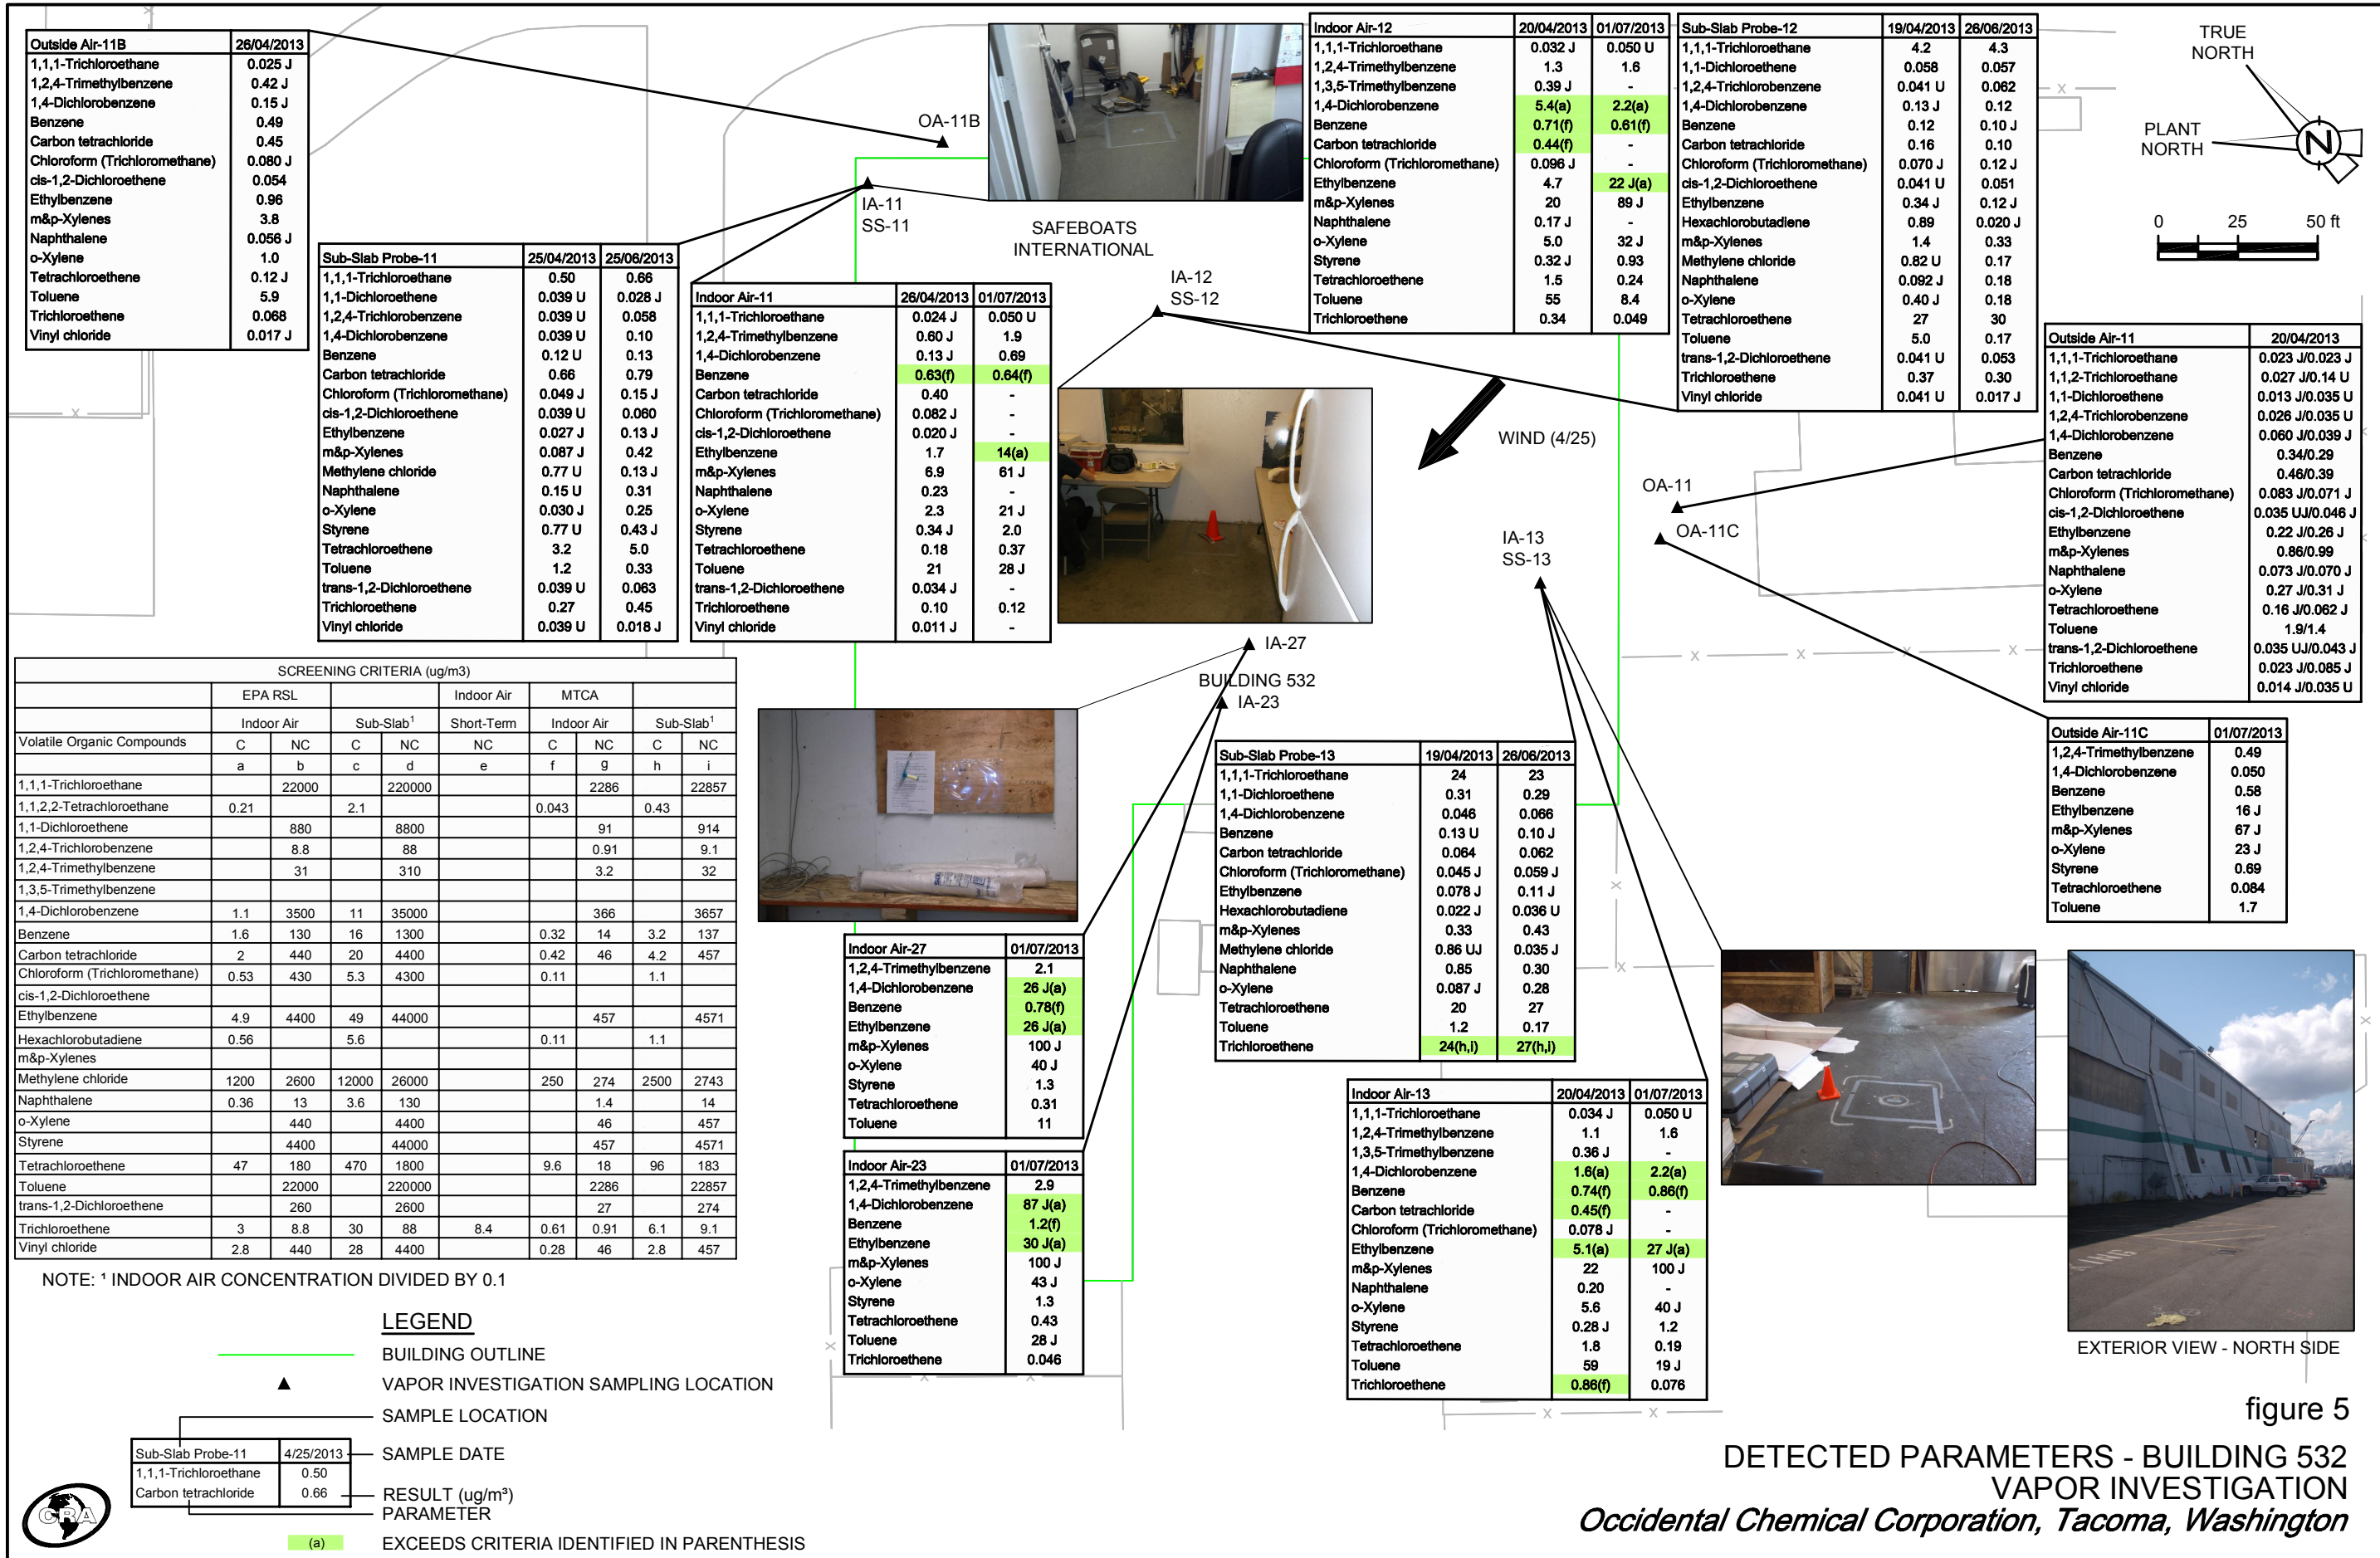 Outside Air-11B 26/04/2013
1,1,1-Trichloroethane 0.025 J
1,2,4-Trimethylbenzene 0.42 J
1,4-Dichlorobenzene 0.15 J
Benzene 0.49
Carbon tetrachloride 0.45
Chloroform (Trichloromethane) 0.080 J
cis-1,2-Dichloroethene 0.054
Ethylbenzene 0.96
m&p-Xylenes 3.8
Naphthalene 0.056 J
o-Xylene 1.0
Tetrachloroethene 0.12 J
Toluene 5.9
Trichloroethene 0.068
Vinyl chloride 0.017 J
OA-11B
IA-11
SS-11
SAFEBOATS
INTERNATIONAL
IA-12
SS-12
Indoor Air-12 20/04/2013 01/07/2013
1,1,1-Trichloroethane 0.032 J 0.050 U
1,2,4-Trimethylbenzene 1.3 1.6
1,3,5-Trimethylbenzene 0.39 J -
1,4-Dichlorobenzene 5.4(a) 2.2(a)
Benzene 0.71(f) 0.61(f)
Carbon tetrachloride 0.44(f) -
Chloroform (Trichloromethane) 0.096 J -
Ethylbenzene 4.7 22 J(a)
m&p-Xylenes 20 89 J
Naphthalene 0.17 J -
o-Xylene 5.0 32 J
Styrene 0.32 J 0.93
Tetrachloroethene 1.5 0.24
Toluene 55 8.4
Trichloroethene 0.34 0.049
Sub-Slab Probe-12 19/04/2013 26/06/2013
1,1,1-Trichloroethane 4.2 4.3
1,1-Dichloroethene 0.058 0.057
1,2,4-Trichlorobenzene 0.041 U 0.062
1,4-Dichlorobenzene 0.13 J 0.12
Benzene 0.12 0.10 J
Carbon tetrachloride 0.16 0.10
Chloroform (Trichloromethane) 0.070 J 0.12 J
cis-1,2-Dichloroethene 0.041 U 0.051
Ethylbenzene 0.34 J 0.12 J
Hexachlorobutadiene 0.89 0.020 J
m&p-Xylenes 1.4 0.33
Methylene chloride 0.82 U 0.17
Naphthalene 0.092 J 0.18
o-Xylene 0.40 J 0.18
Tetrachloroethene 27 30
Toluene 5.0 0.17
trans-1,2-Dichloroethene 0.041 U 0.053
Trichloroethene 0.37 0.30
Vinyl chloride 0.041 U 0.017 J
TRUE
NORTH
PLANT
NORTH
N
0 25 50 ft
Sub-Slab Probe-11 25/04/2013 25/06/2013
1,1,1-Trichloroethane 0.50 0.66
1,1-Dichloroethene 0.039 U 0.028 J
1,2,4-Trichlorobenzene 0.039 U 0.058
1,4-Dichlorobenzene 0.039 U 0.10
Benzene 0.12 U 0.13
Carbon tetrachloride 0.66 0.79
Chloroform (Trichloromethane) 0.049 J 0.15 J
cis-1,2-Dichloroethene 0.039 U 0.060
Ethylbenzene 0.027 J 0.13 J
m&p-Xylenes 0.087 J 0.42
Methylene chloride 0.77 U 0.13 J
Naphthalene 0.15 U 0.31
o-Xylene 0.030 J 0.25
Styrene 0.77 U 0.43 J
Tetrachloroethene 3.2 5.0
Toluene 1.2 0.33
trans-1,2-Dichloroethene 0.039 U 0.063
Trichloroethene 0.27 0.45
Vinyl chloride 0.039 U 0.018 J
Indoor Air-11 26/04/2013 01/07/2013
1,1,1-Trichloroethane 0.024 J 0.050 U
1,2,4-Trimethylbenzene 0.60 J 1.9
1,4-Dichlorobenzene 0.13 J 0.69
Benzene 0.63(f) 0.64(f)
Carbon tetrachloride 0.40 -
Chloroform (Trichloromethane) 0.082 J -
cis-1,2-Dichloroethene 0.020 J -
Ethylbenzene 1.7 14(a)
m&p-Xylenes 6.9 61 J
Naphthalene 0.23 -
o-Xylene 2.3 21 J
Styrene 0.34 J 2.0
Tetrachloroethene 0.18 0.37
Toluene 21 28 J
trans-1,2-Dichloroethene 0.034 J -
Trichloroethene 0.10 0.12
Vinyl chloride 0.011 J -
WIND (4/25)
OA-11
OA-11C
IA-13
SS-13
IA-27
BUILDING 532
IA-23
Outside Air-11 20/04/2013
1,1,1-Trichloroethane 0.023 J/0.023 J
1,1,2-Trichloroethane 0.027 J/0.14 U
1,1-Dichloroethene 0.013 J/0.035 U
1,2,4-Trichlorobenzene 0.026 J/0.035 U
1,4-Dichlorobenzene 0.060 J/0.039 J
Benzene 0.34/0.29
Carbon tetrachloride 0.46/0.39
Chloroform (Trichloromethane) 0.083 J/0.071 J
cis-1,2-Dichloroethene 0.035 UJ/0.046 J
Ethylbenzene 0.22 J/0.26 J
m&p-Xylenes 0.86/0.99
Naphthalene 0.073 J/0.070 J
o-Xylene 0.27 J/0.31 J
Tetrachloroethene 0.16 J/0.062 J
Toluene 1.9/1.4
trans-1,2-Dichloroethene 0.035 UJ/0.043 J
Trichloroethene 0.023 J/0.085 J
Vinyl chloride 0.014 J/0.035 U
SCREENING CRITERIA (ug/m3)
EPA RSL Indoor Air MTCA
Indoor Air Sub-Slab¹ Short-Term Indoor Air Sub-Slab¹
Volatile Organic Compounds C NC C NC NC C NC C NC
a b c d e f g h i
1,1,1-Trichloroethane 22000 220000 2286 22857
1,1,2,2-Tetrachloroethane 0.21 2.1 0.043 0.43
1,1-Dichloroethene 880 8800 91 914
1,2,4-Trichlorobenzene 8.8 88 0.91 9.1
1,2,4-Trimethylbenzene 31 310 3.2 32
1,3,5-Trimethylbenzene
1,4-Dichlorobenzene 1.1 3500 11 35000 366 3657
Benzene 1.6 130 16 1300 0.32 14 3.2 137
Carbon tetrachloride 2 440 20 4400 0.42 46 4.2 457
Chloroform (Trichloromethane) 0.53 430 5.3 4300 0.11 1.1
cis-1,2-Dichloroethene
Ethylbenzene 4.9 4400 49 44000 457 4571
Hexachlorobutadiene 0.56 5.6 0.11 1.1
m&p-Xylenes
Methylene chloride 1200 2600 12000 26000 250 274 2500 2743
Naphthalene 0.36 13 3.6 130 1.4 14
o-Xylene 440 4400 46 457
Styrene 4400 44000 457 4571
Tetrachloroethene 47 180 470 1800 9.6 18 96 183
Toluene 22000 220000 2286 22857
trans-1,2-Dichloroethene 260 2600 27 274
Trichloroethene 3 8.8 30 88 8.4 0.61 0.91 6.1 9.1
Vinyl chloride 2.8 440 28 4400 0.28 46 2.8 457
NOTE: ¹ INDOOR AIR CONCENTRATION DIVIDED BY 0.1
Sub-Slab Probe-13 19/04/2013 26/06/2013
1,1,1-Trichloroethane 24 23
1,1-Dichloroethene 0.31 0.29
1,4-Dichlorobenzene 0.046 0.066
Benzene 0.13 U 0.10 J
Carbon tetrachloride 0.064 0.062
Chloroform (Trichloromethane) 0.045 J 0.059 J
Ethylbenzene 0.078 J 0.11 J
Hexachlorobutadiene 0.022 J 0.036 U
m&p-Xylenes 0.33 0.43
Methylene chloride 0.86 UJ 0.035 J
Naphthalene 0.85 0.30
o-Xylene 0.087 J 0.28
Tetrachloroethene 20 27
Toluene 1.2 0.17
Trichloroethene 24(h,i) 27(h,i)
Outside Air-11C 01/07/2013
1,2,4-Trimethylbenzene 0.49
1,4-Dichlorobenzene 0.050
Benzene 0.58
Ethylbenzene 16 J
m&p-Xylenes 67 J
o-Xylene 23 J
Styrene 0.69
Tetrachloroethene 0.084
Toluene 1.7
Indoor Air-27 01/07/2013
1,2,4-Trimethylbenzene 2.1
1,4-Dichlorobenzene 26 J(a)
Benzene 0.78(f)
Ethylbenzene 26 J(a)
m&p-Xylenes 100 J
o-Xylene 40 J
Styrene 1.3
Tetrachloroethene 0.31
Toluene 11
Indoor Air-23 01/07/2013
1,2,4-Trimethylbenzene 2.9
1,4-Dichlorobenzene 87 J(a)
Benzene 1.2(f)
Ethylbenzene 30 J(a)
m&p-Xylenes 100 J
o-Xylene 43 J
Styrene 1.3
Tetrachloroethene 0.43
Toluene 28 J
Trichloroethene 0.046
Indoor Air-13 20/04/2013 01/07/2013
1,1,1-Trichloroethane 0.034 J 0.050 U
1,2,4-Trimethylbenzene 1.1 1.6
1,3,5-Trimethylbenzene 0.36 J -
1,4-Dichlorobenzene 1.6(a) 2.2(a)
Benzene 0.74(f) 0.86(f)
Carbon tetrachloride 0.45(f) -
Chloroform (Trichloromethane) 0.078 J -
Ethylbenzene 5.1(a) 27 J(a)
m&p-Xylenes 22 100 J
Naphthalene 0.20 -
o-Xylene 5.6 40 J
Styrene 0.28 J 1.2
Tetrachloroethene 1.8 0.19
Toluene 59 19 J
Trichloroethene 0.86(f) 0.076
EXTERIOR VIEW - NORTH SIDE
LEGEND
BUILDING OUTLINE
VAPOR INVESTIGATION SAMPLING LOCATION
SAMPLE LOCATION
Sub-Slab Probe-11 4/25/2013 SAMPLE DATE
1,1,1-Trichloroethane 0.50
Carbon tetrachloride 0.66 RESULT (ug/m³)
PARAMETER
(a) EXCEEDS CRITERIA IDENTIFIED IN PARENTHESIS
CRA
figure 5
DETECTED PARAMETERS - BUILDING 532
VAPOR INVESTIGATION
Occidental Chemical Corporation, Tacoma, Washington